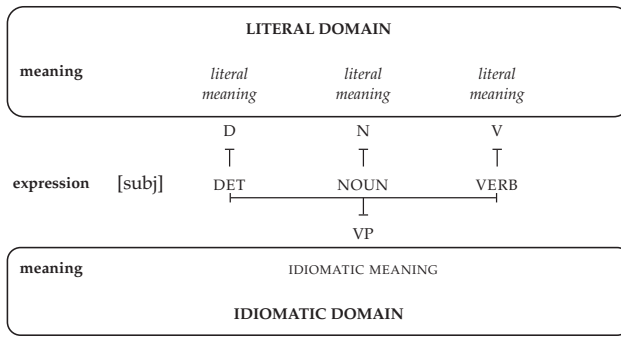 LITERAL DOMAIN
meaning literal literal literal
meaning meaning meaning
D N V
expression [subj] DET NOUN VERB
VP
meaning IDIOMATIC MEANING
IDIOMATIC DOMAIN